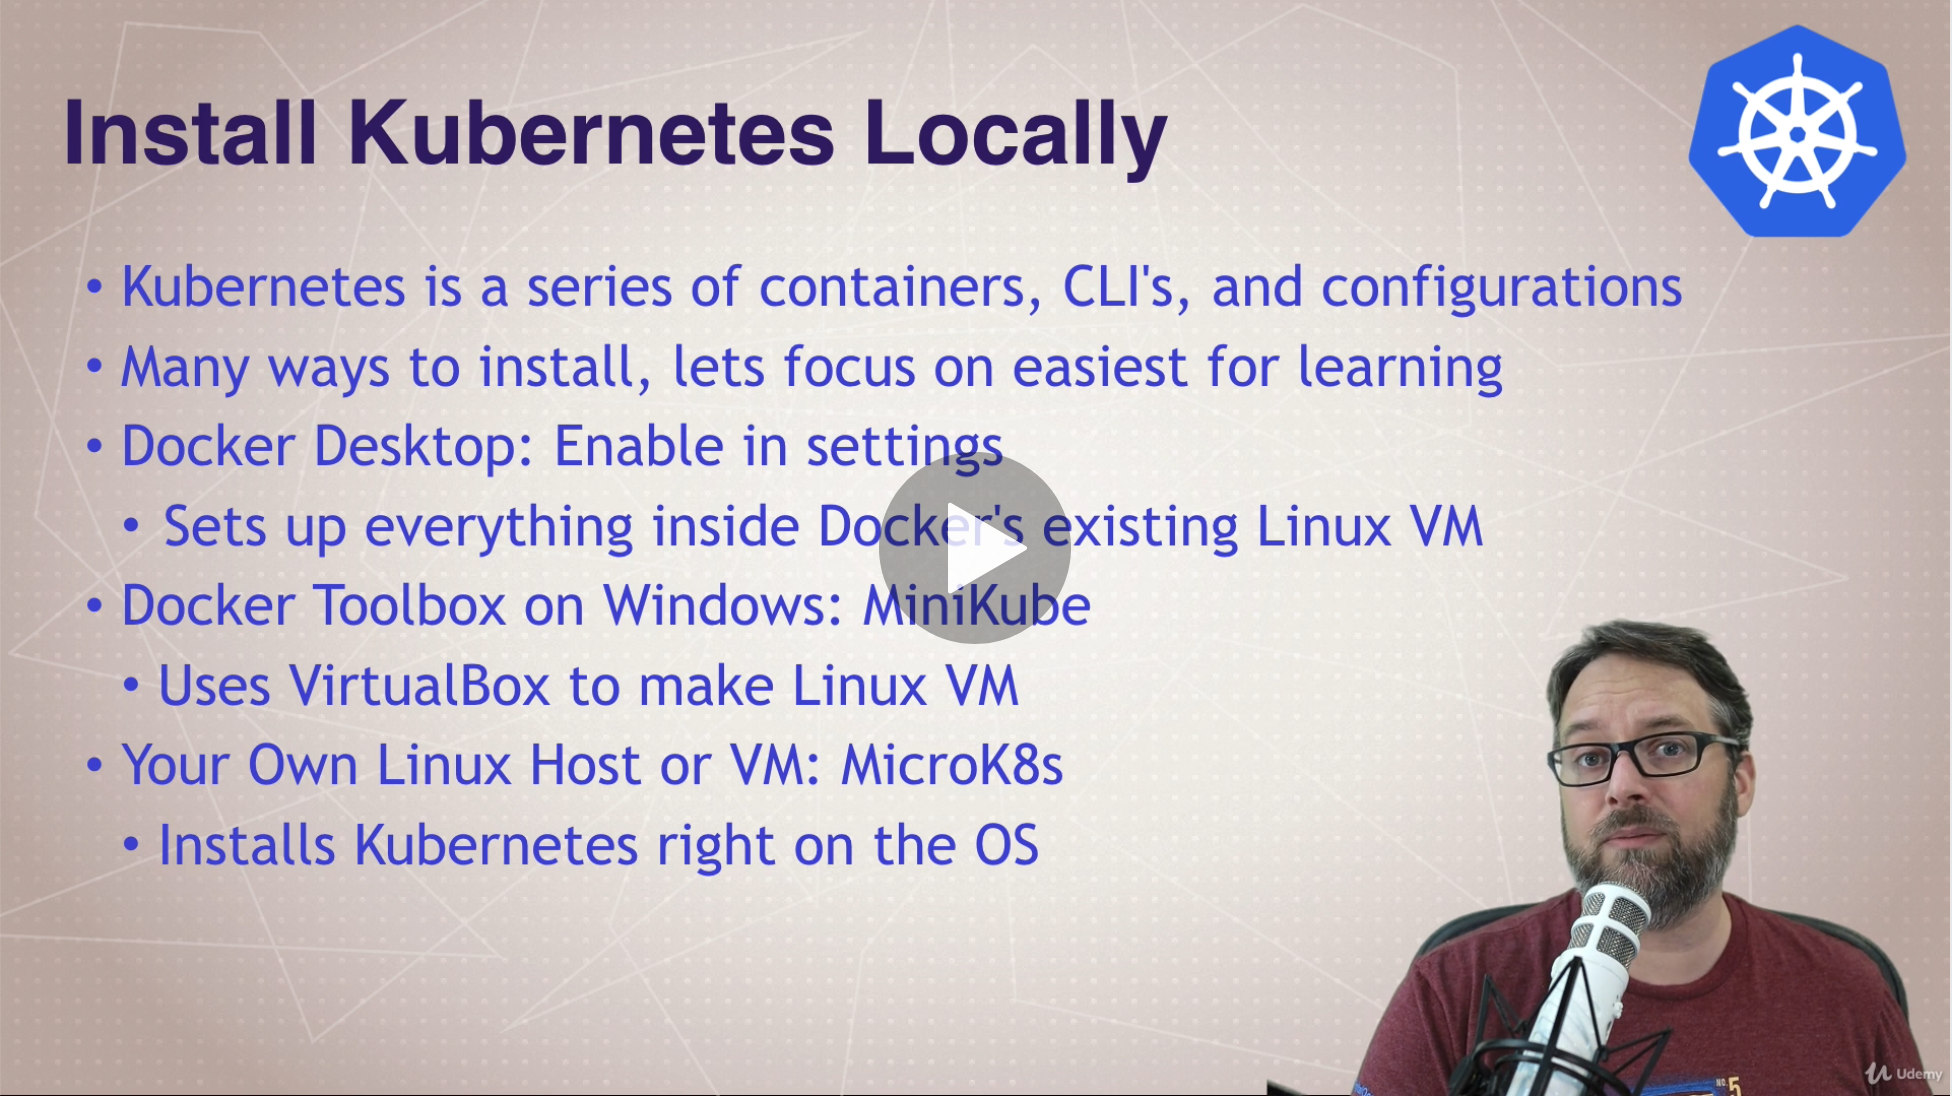 Install Kubernetes Locally
• Kubernetes is a series of containers, CLI's, and configurations
• Many ways to install, lets focus on easiest for learning
• Docker Desktop: Enable in settings
• Sets up everything inside Docker's existing Linux VM
• Docker Toolbox on Windows: MiniKube
• Uses VirtualBox to make Linux VM
• Your Own Linux Host or VM: MicroK8s
• Installs Kubernetes right on the OS
NO. 5
Udemy